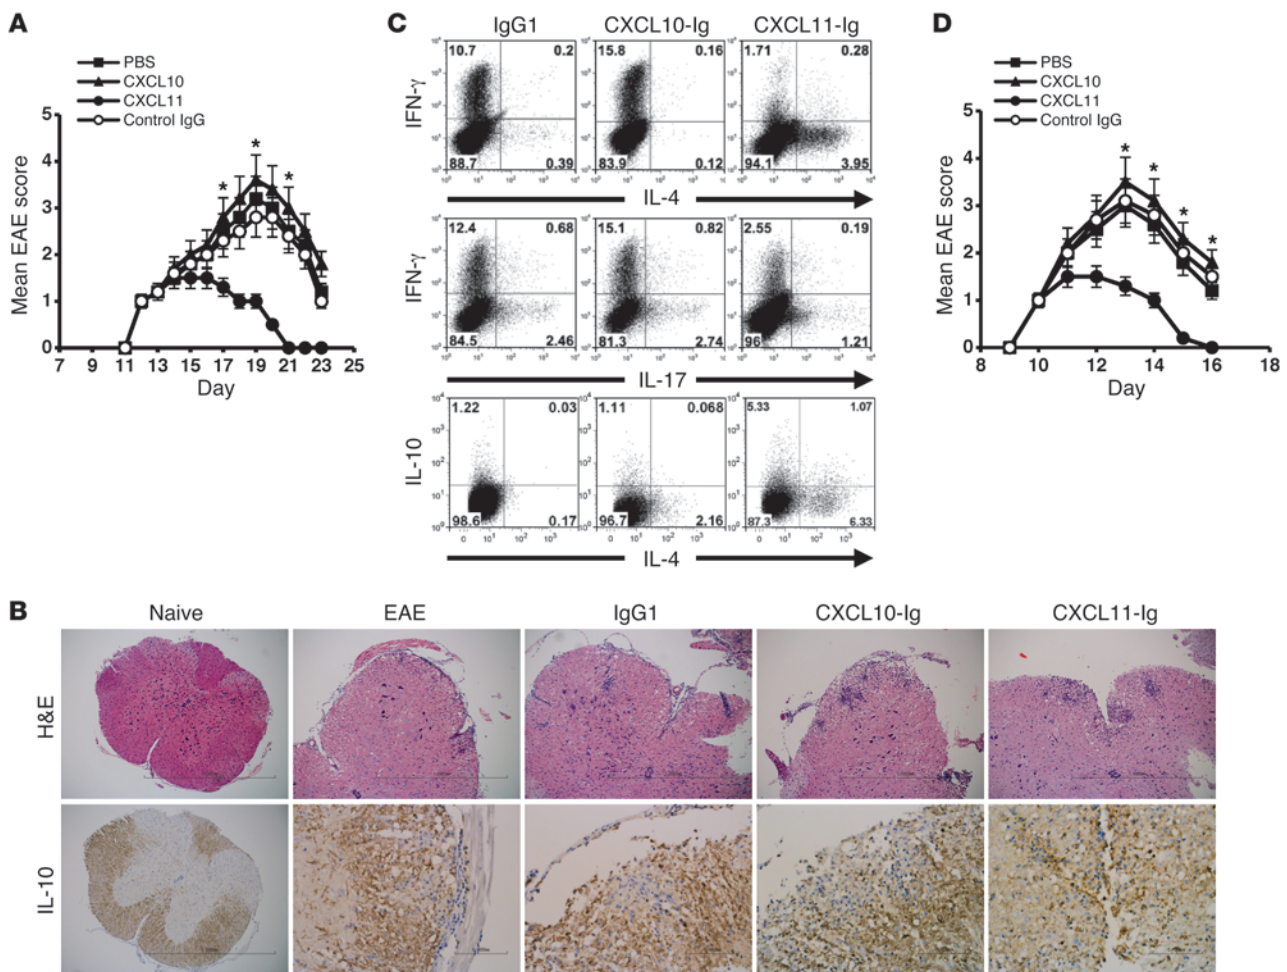 A
PBS
CXCL10
CXCL11
Control IgG
Mean EAE score
5
4
3
2
1
0
7 9 11 13 15 17 19 21 23 25
Day
* * *
C
IgG1 CXCL10-Ig CXCL11-Ig
IFN-γ
10.7 0.2 15.8 0.16 1.71 0.28
88.7 0.39 83.9 0.12 94.1 3.95
IL-4
IFN-γ
12.4 0.68 15.1 0.82 2.55 0.19
84.5 2.46 81.3 2.74 96 1.21
IL-17
IL-10
1.22 0.03 1.11 0.068 5.33 1.07
98.6 0.17 96.7 2.16 87.3 6.33
IL-4
D
PBS
CXCL10
CXCL11
Control IgG
Mean EAE score
5
4
3
2
1
0
8 10 12 14 16 18
Day
* * * *
B
Naive EAE IgG1 CXCL10-Ig CXCL11-Ig
H&E
IL-10